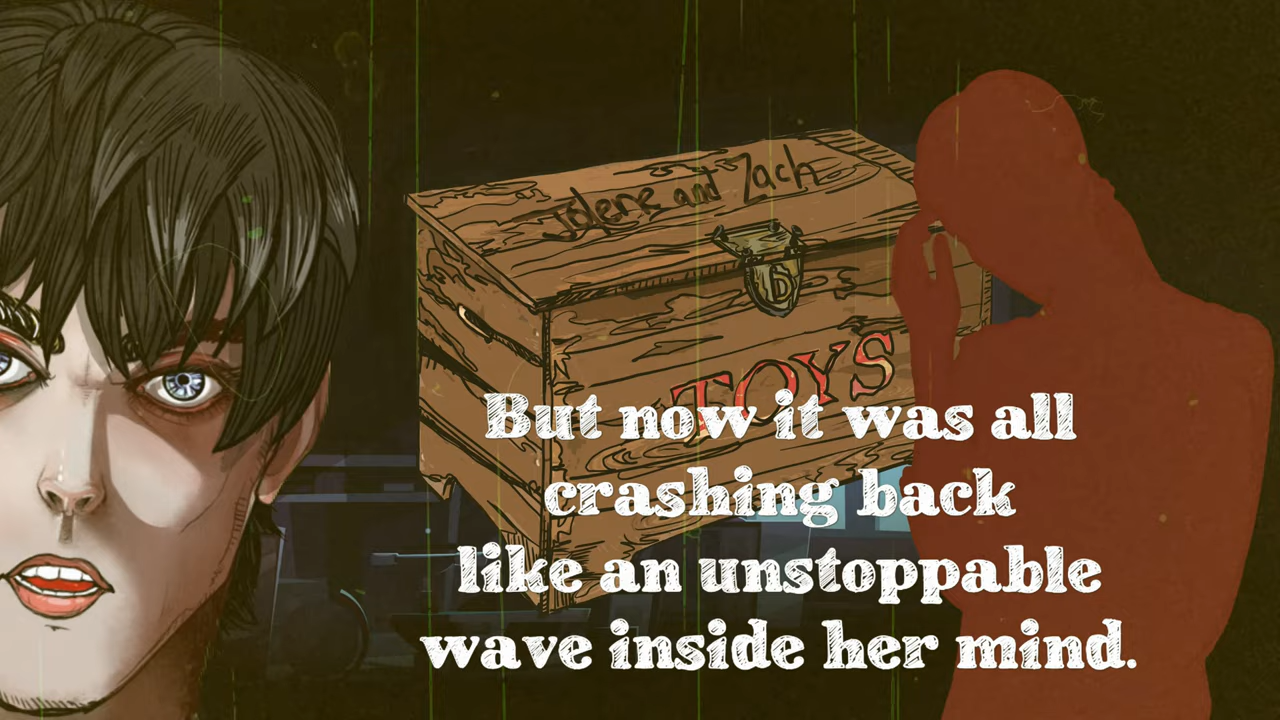 Jolene and Zach
TOYS
But now it was all
crashing back
like an unstoppable
wave inside her mind.